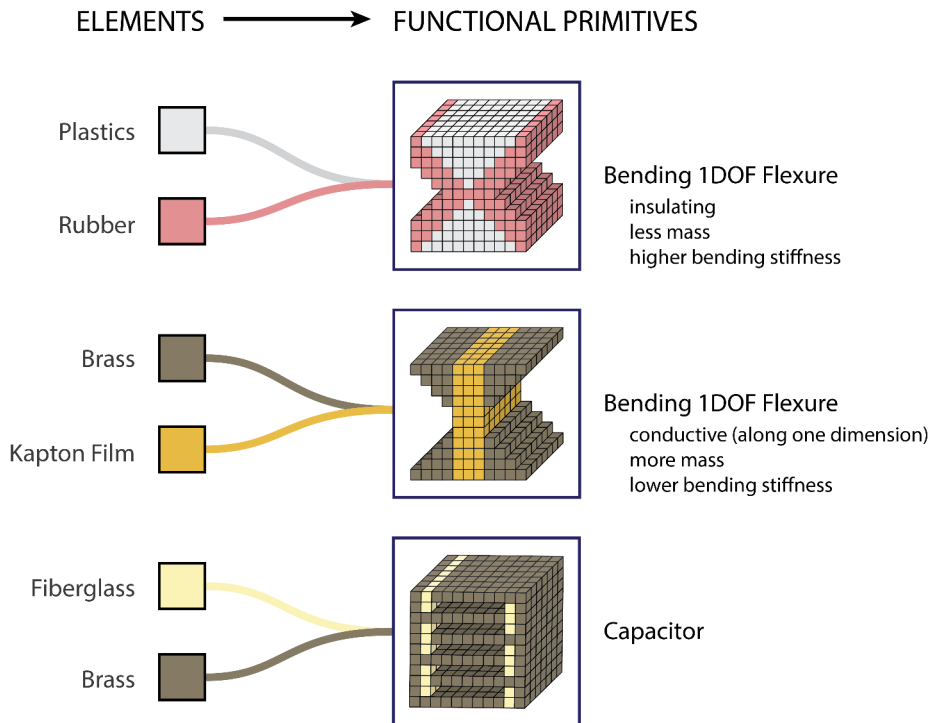 ELEMENTS
FUNCTIONAL PRIMITIVES
Plastics
Rubber
Bending 1DOF Flexure
insulating
less mass
higher bending stiffness
Brass
Kapton Film
Bending 1DOF Flexure
conductive (along one dimension)
more mass
lower bending stiffness
Fiberglass
Brass
Capacitor